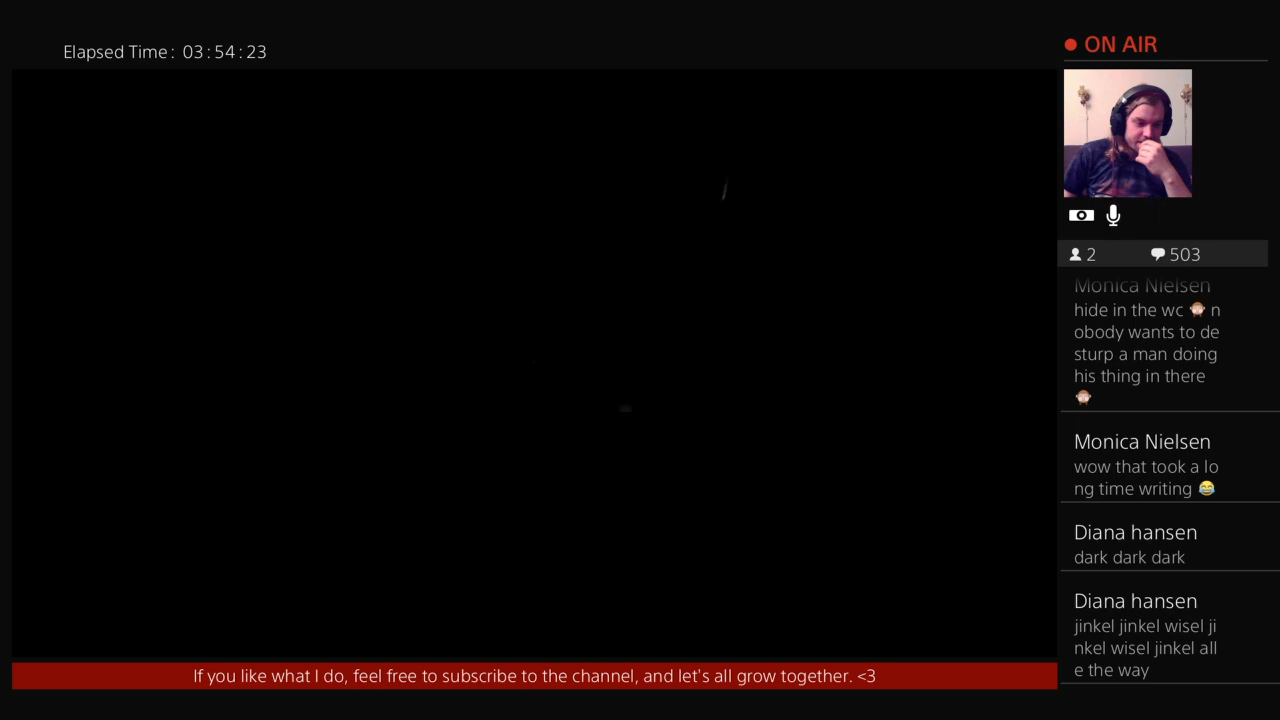 Elapsed Time: 03:54:23
ON AIR
2 503
Monica Nielsen
hide in the wc 🙊 n
obody wants to de
sturp a man doing
his thing in there
🙊
Monica Nielsen
wow that took a lo
ng time writing 😂
Diana hansen
dark dark dark
Diana hansen
jinkel jinkel wisel ji
nkel wisel jinkel all
e the way
If you like what I do, feel free to subscribe to the channel, and let's all grow together. <3